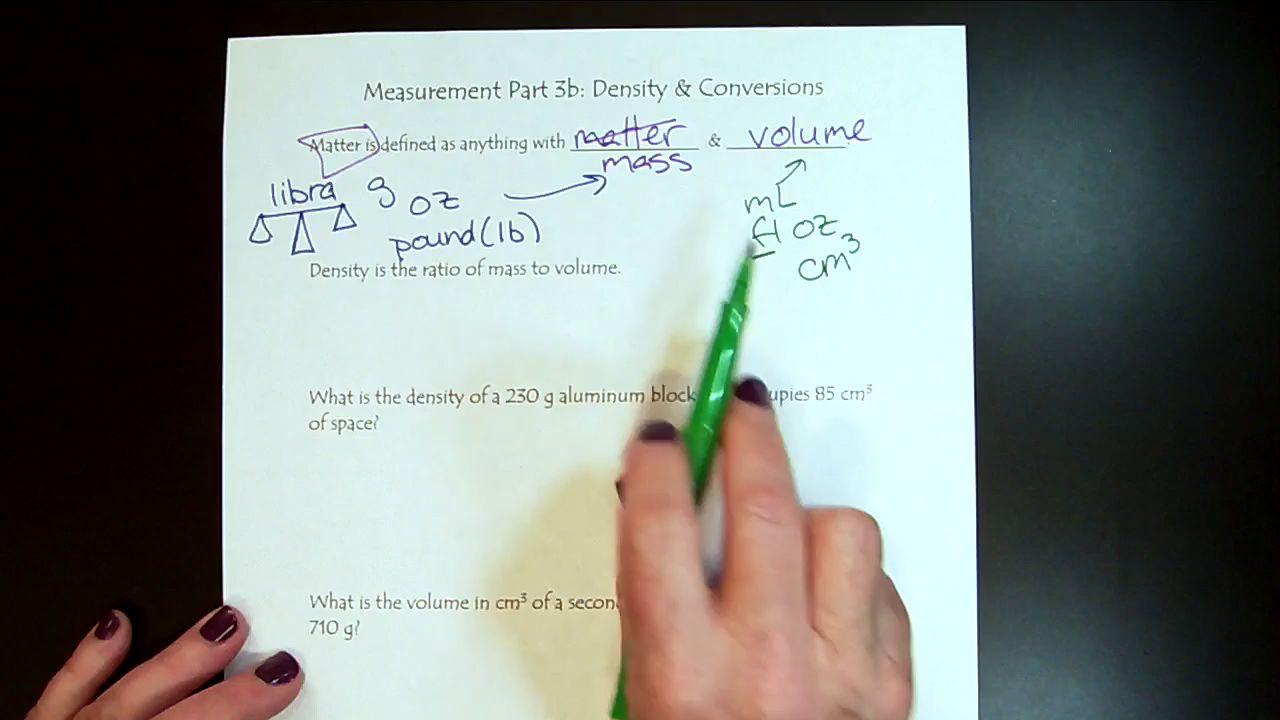 Measurement Part 3b: Density & Conversions
Matter is defined as anything with matter & volume
mass
libra g oz
pound (lb)
mL
fl oz
cm³
Density is the ratio of mass to volume.
What is the density of a 230 g aluminum block upies 85 cm³
of space?
What is the volume in cm³ of a secon
710 g?